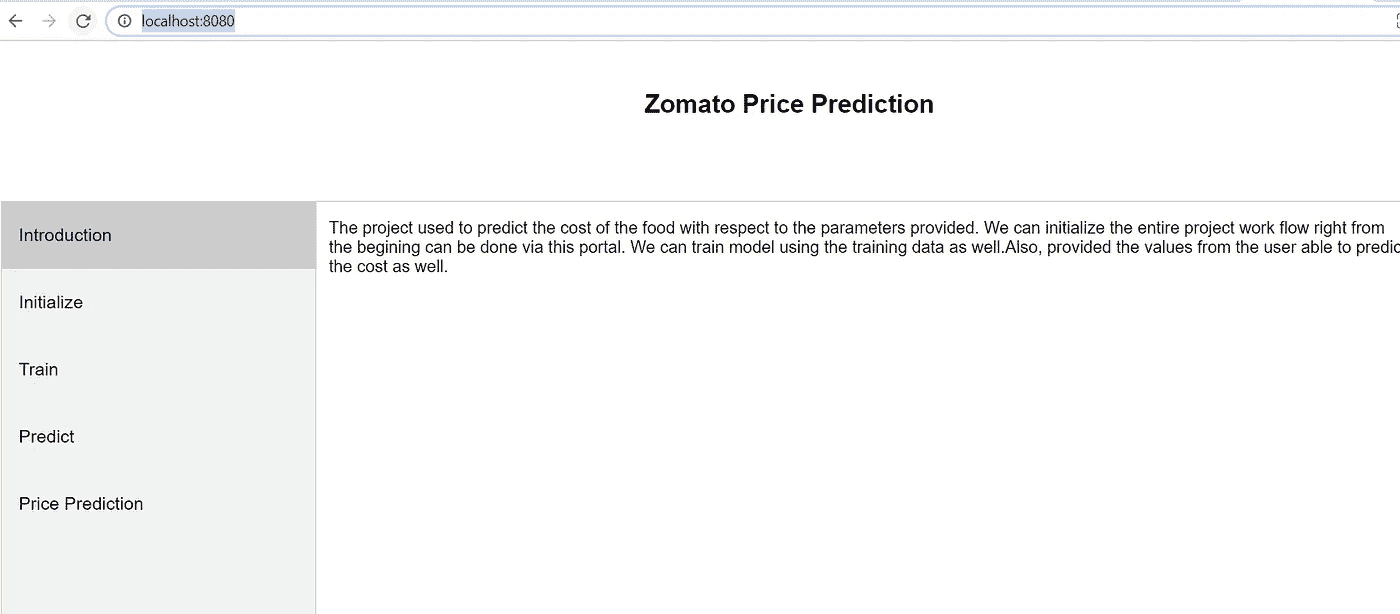 localhost:8080
Zomato Price Prediction
Introduction
Initialize
Train
Predict
Price Prediction
The project used to predict the cost of the food with respect to the parameters provided. We can initialize the entire project work flow right from
the begining can be done via this portal. We can train model using the training data as well.Also, provided the values from the user able to predic
the cost as well.